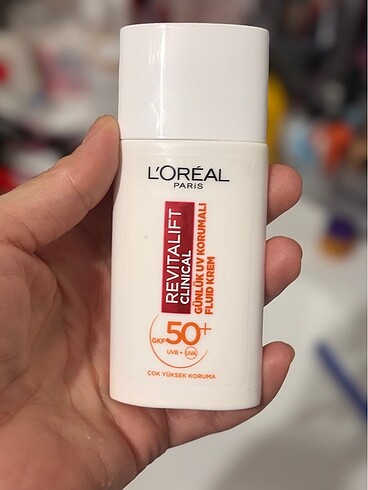 L'ORÉAL
PARIS
REVITALIFT
CLINICAL
GÜNLÜK UV KORUMALI
FLUID KREM
GKF 50+
UVB + UVA
ÇOK YÜKSEK KORUMA